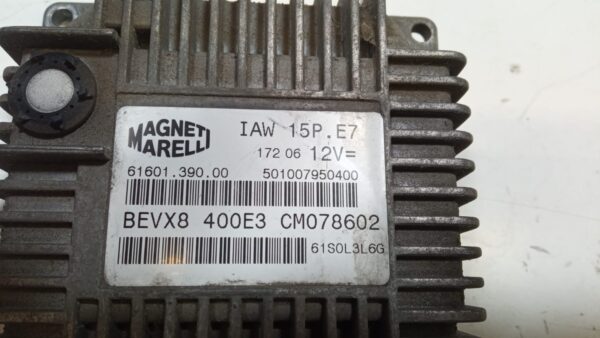 MAGNETI MARELLI
IAW 15P.E7
172 06 12V=
61601.390.00 501007950400
BEVX8 400E3 CM078602
61S0L3L6G